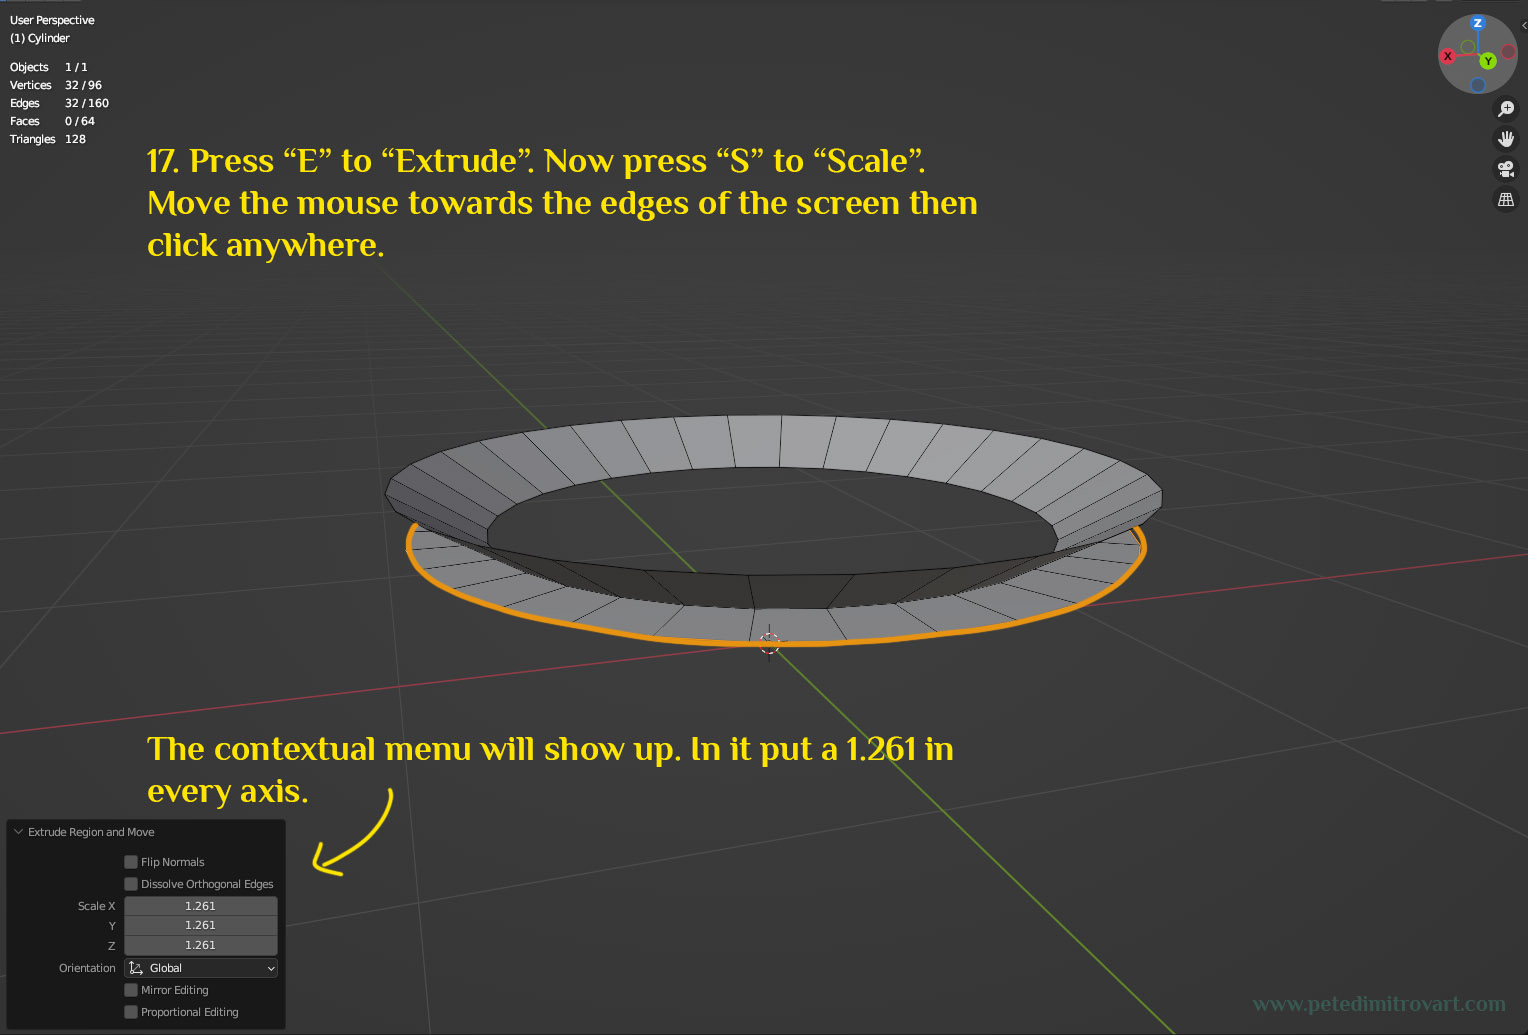 User Perspective
(1) Cylinder
Objects 1 / 1
Vertices 32 / 96
Edges 32 / 160
Faces 0 / 64
Triangles 128
Z
X
Y
17. Press “E” to “Extrude”. Now press “S” to “Scale”.
Move the mouse towards the edges of the screen then
click anywhere.
The contextual menu will show up. In it put a 1.261 in
every axis.
Extrude Region and Move
Flip Normals
Dissolve Orthogonal Edges
Scale X 1.261
Y 1.261
Z 1.261
Orientation Global
Mirror Editing
Proportional Editing
www.petedimitrovart.com